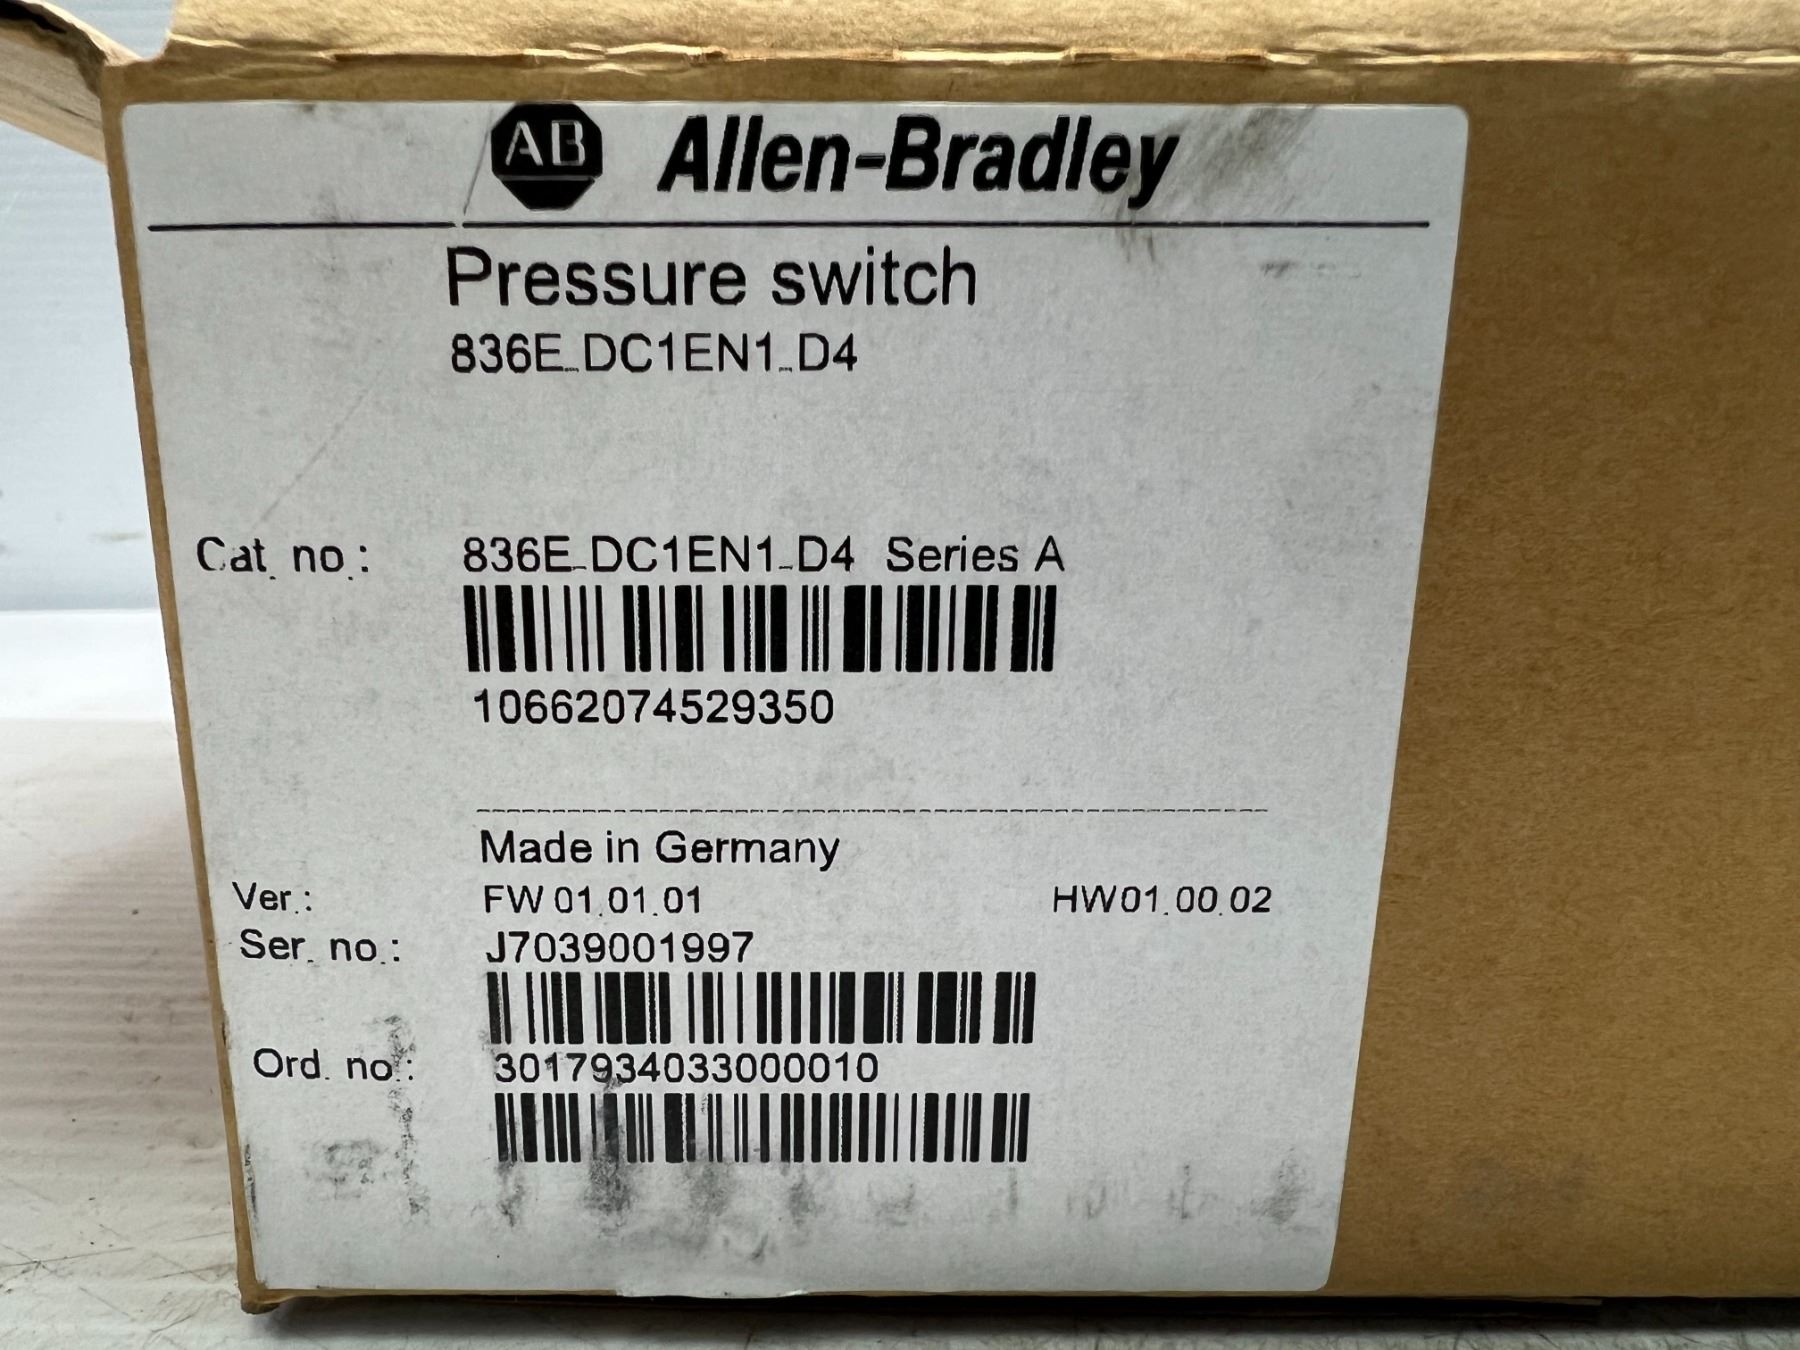 AB Allen-Bradley
Pressure switch
836E-DC1EN1-D4
Cat. no.: 836E-DC1EN1-D4 Series A
10662074529350
Made in Germany
Ver.: FW 01.01.01 HW01.00.02
Ser. no.: J7039001997
Ord. no.: 3017934033000010